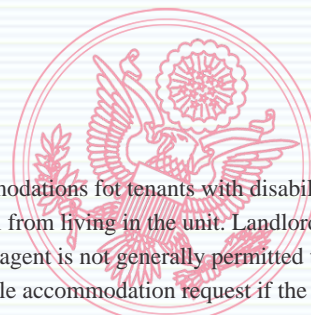 nodations fot tenants with disabil
from living in the unit. Landlor
agent is not generally permitted
le accommodation request if the